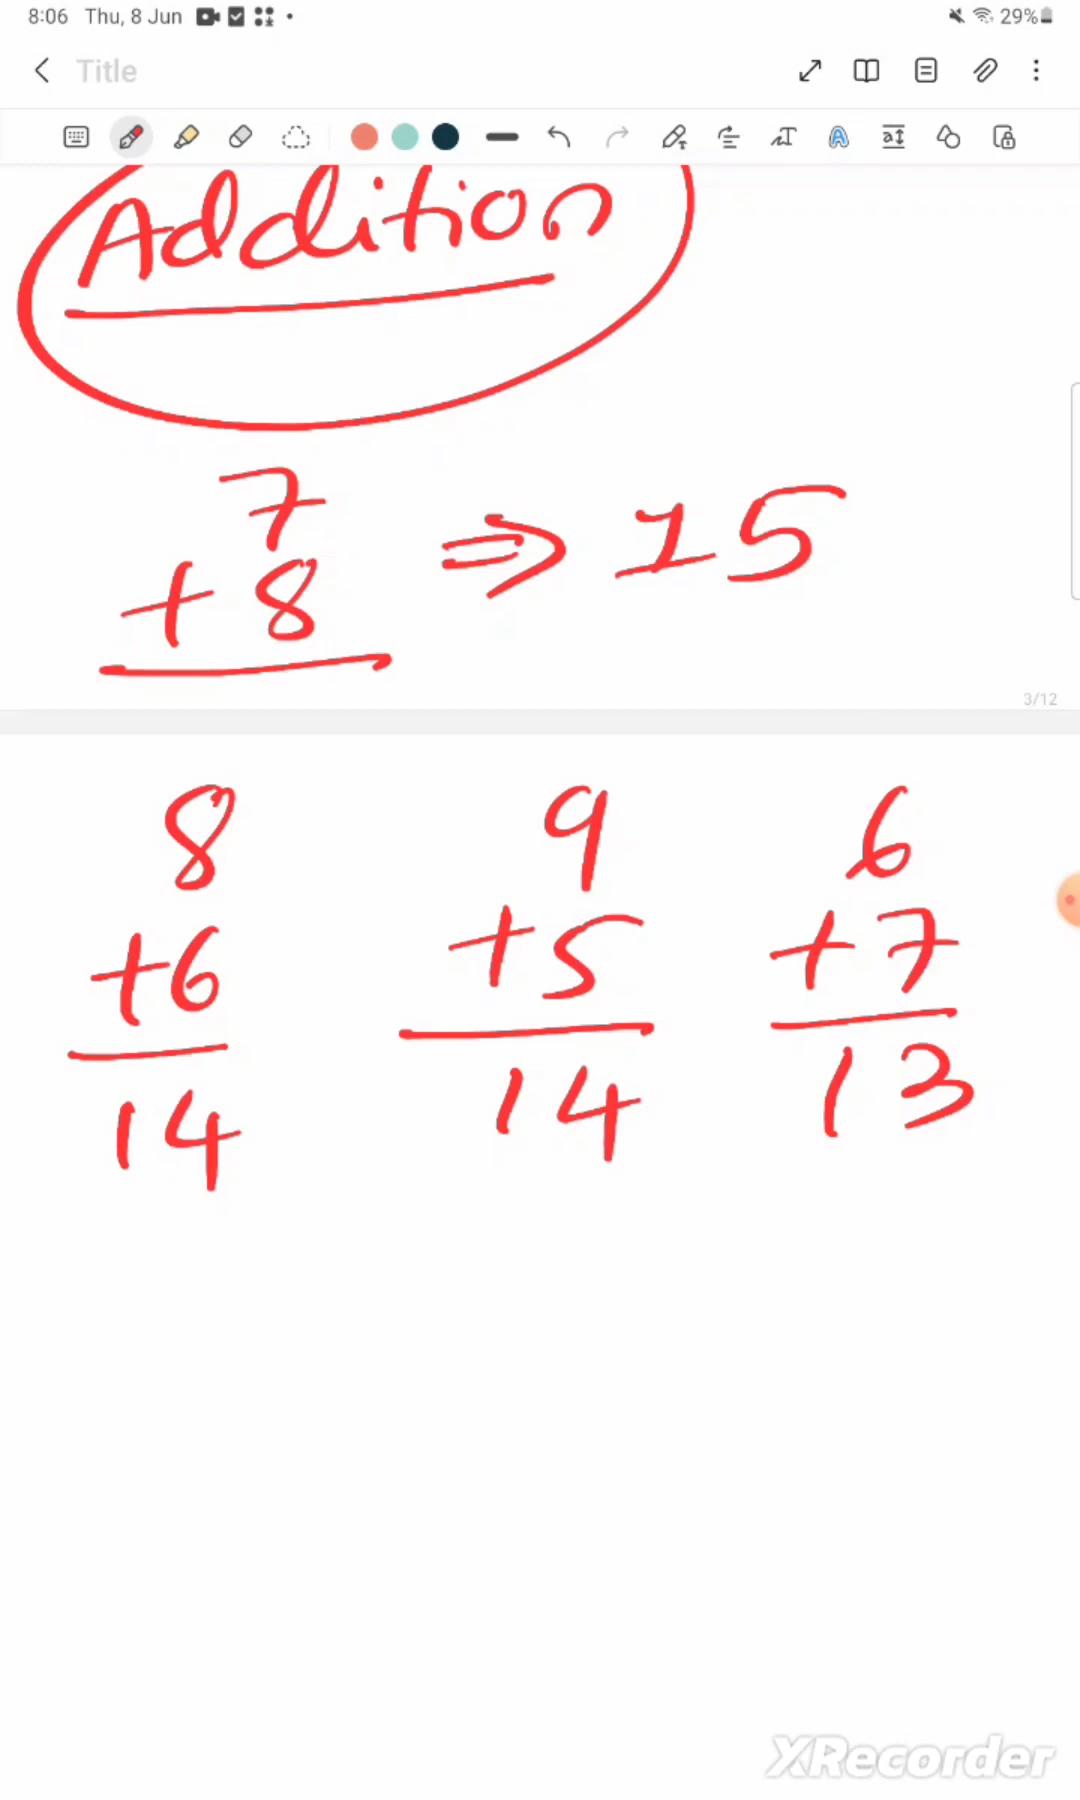 8:06 Thu, 8 Jun 29%
Title
Addition
7
+8 ⇒ 15
3/12
8 9 6
+6 +5 +7
14 14 13
XRecorder